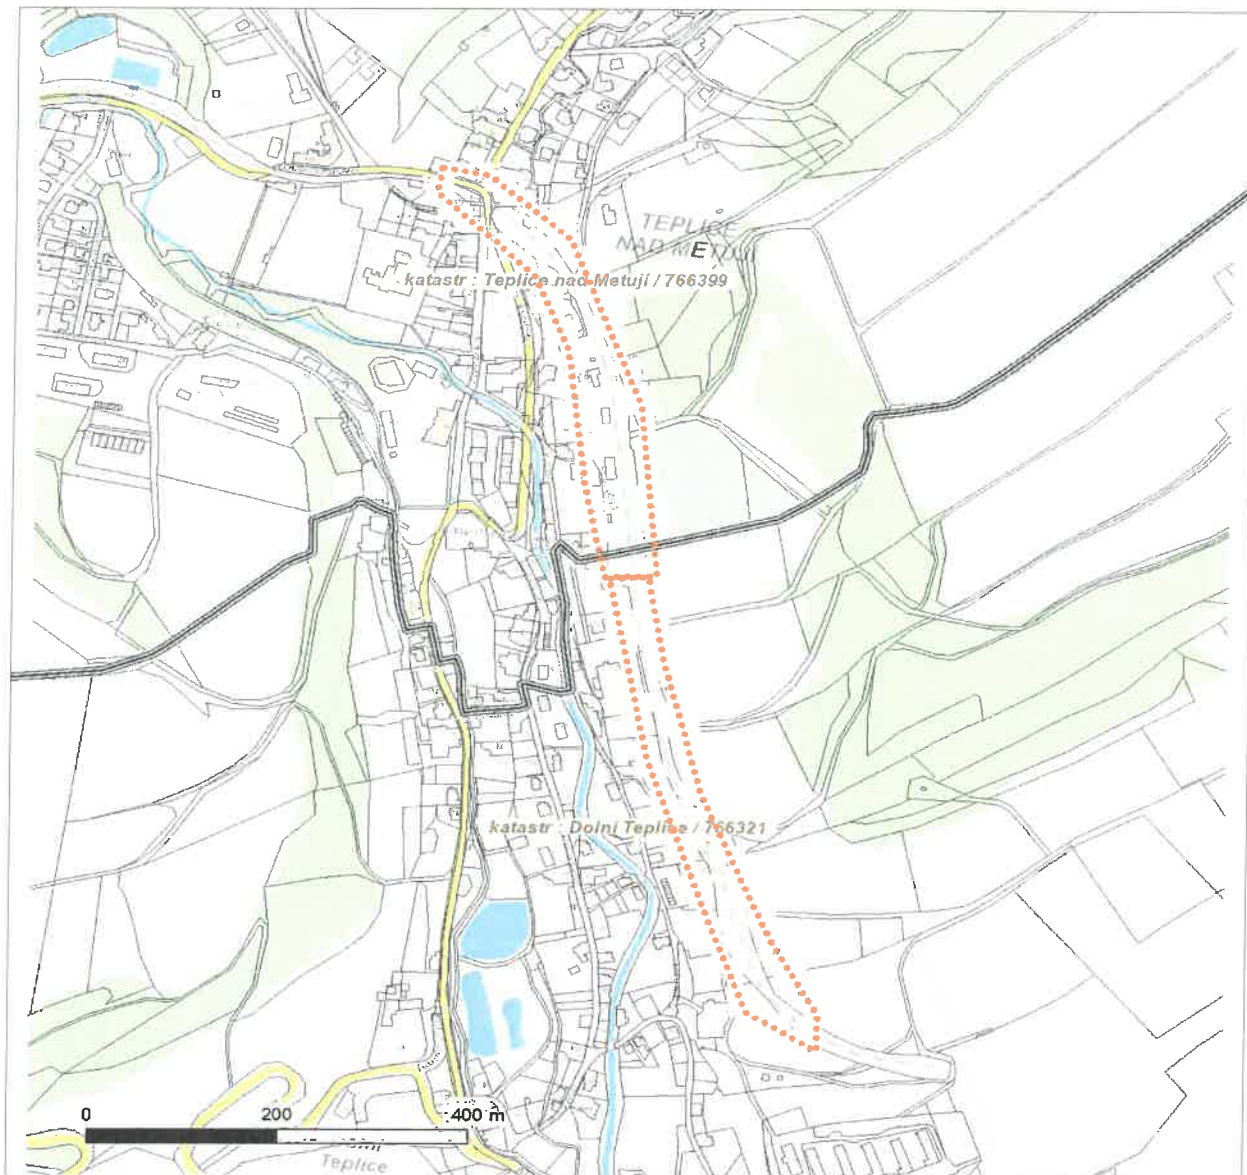 TEPLICE
NAD METUJÍ
katastr : Teplice nad Metují / 766399
katastr : Dolní Teplice / 766321
0 200 400 m
Teplice